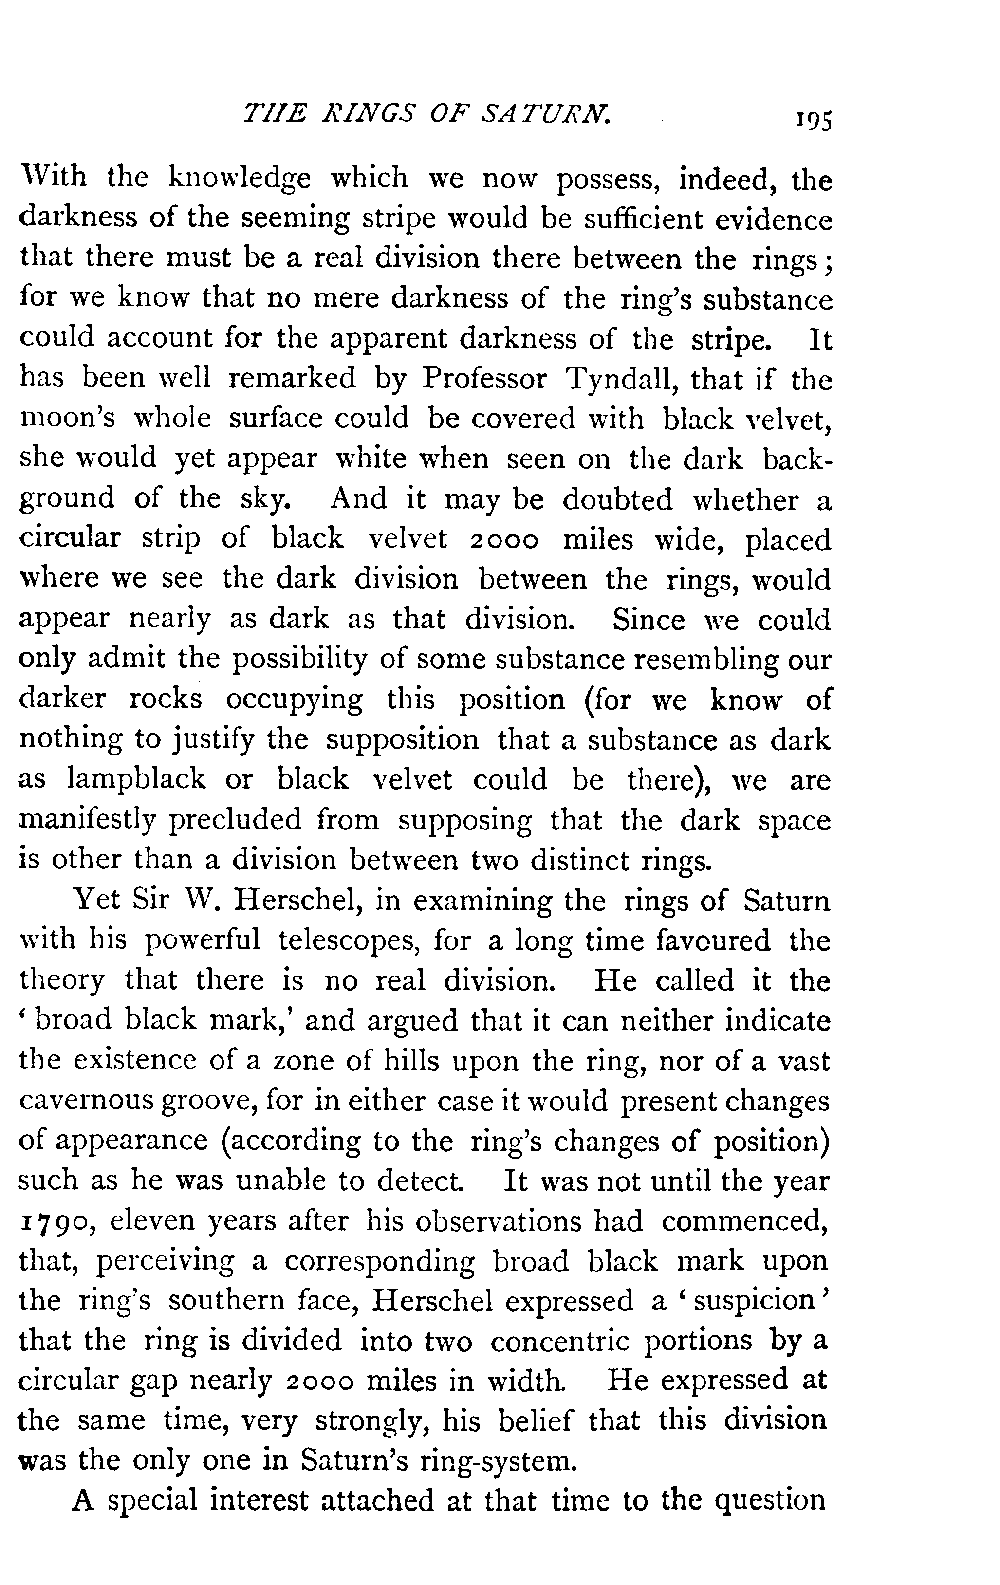 THE RINGS OF SATURN. 195
With the knowledge which we now possess, indeed, the
darkness of the seeming stripe would be sufficient evidence
that there must be a real division there between the rings;
for we know that no mere darkness of the ring's substance
could account for the apparent darkness of the stripe. It
has been well remarked by Professor Tyndall, that if the
moon's whole surface could be covered with black velvet,
she would yet appear white when seen on the dark back-
ground of the sky. And it may be doubted whether a
circular strip of black velvet 2000 miles wide, placed
where we see the dark division between the rings, would
appear nearly as dark as that division. Since we could
only admit the possibility of some substance resembling our
darker rocks occupying this position (for we know of
nothing to justify the supposition that a substance as dark
as lampblack or black velvet could be there), we are
manifestly precluded from supposing that the dark space
is other than a division between two distinct rings.
Yet Sir W. Herschel, in examining the rings of Saturn
with his powerful telescopes, for a long time favoured the
theory that there is no real division. He called it the
'broad black mark,' and argued that it can neither indicate
the existence of a zone of hills upon the ring, nor of a vast
cavernous groove, for in either case it would present changes
of appearance (according to the ring's changes of position)
such as he was unable to detect. It was not until the year
1790, eleven years after his observations had commenced,
that, perceiving a corresponding broad black mark upon
the ring's southern face, Herschel expressed a 'suspicion'
that the ring is divided into two concentric portions by a
circular gap nearly 2000 miles in width. He expressed at
the same time, very strongly, his belief that this division
was the only one in Saturn's ring-system.
A special interest attached at that time to the question